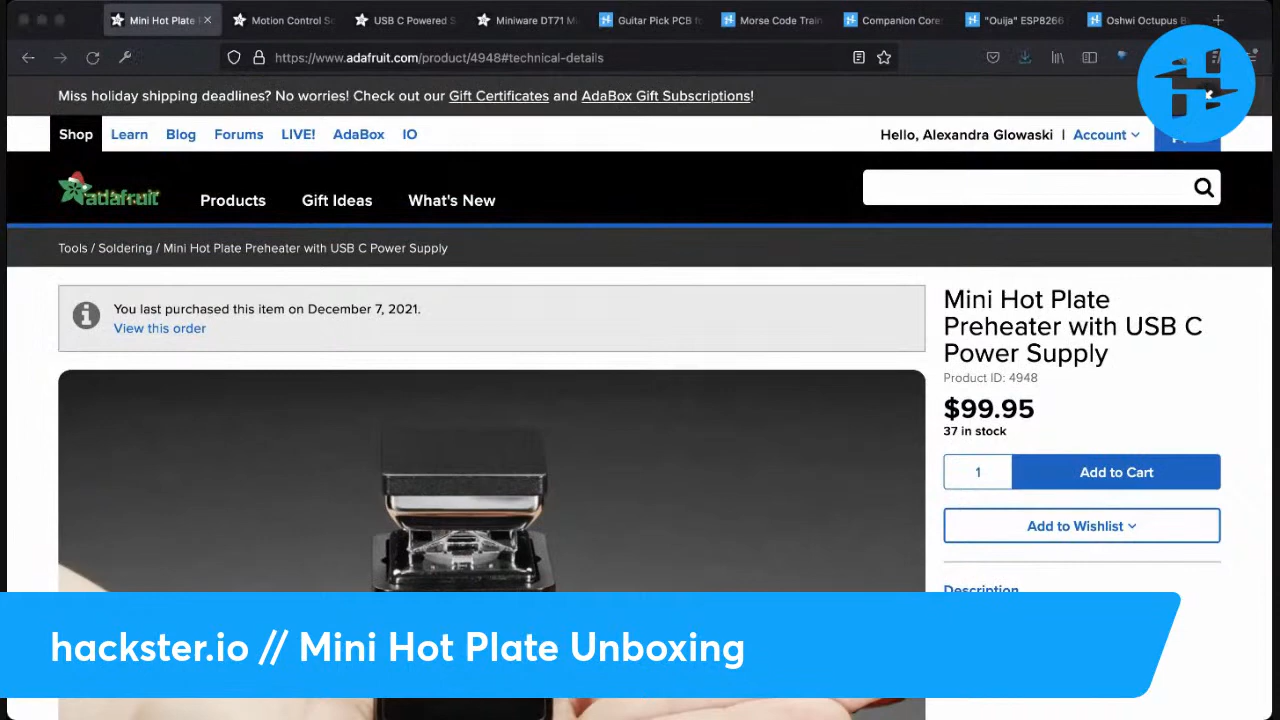 Mini Hot Plate
Motion Control S
USB C Powered S
Miniware DT71 M
Guitar Pick PCB f
Morse Code Train
Companion Core
"Ouija" ESP8266
Oshwi Octupus B
https://www.adafruit.com/product/4948#technical-details
Miss holiday shipping deadlines? No worries! Check out our Gift Certificates and AdaBox Gift Subscriptions!
Shop Learn Blog Forums LIVE! AdaBox IO
Hello, Alexandra Glowaski | Account
adafruit
Products Gift Ideas What's New
Tools / Soldering / Mini Hot Plate Preheater with USB C Power Supply
You last purchased this item on December 7, 2021.
View this order
Mini Hot Plate
Preheater with USB C
Power Supply
Product ID: 4948
$99.95
37 in stock
1 Add to Cart
Add to Wishlist
Description
hackster.io // Mini Hot Plate Unboxing